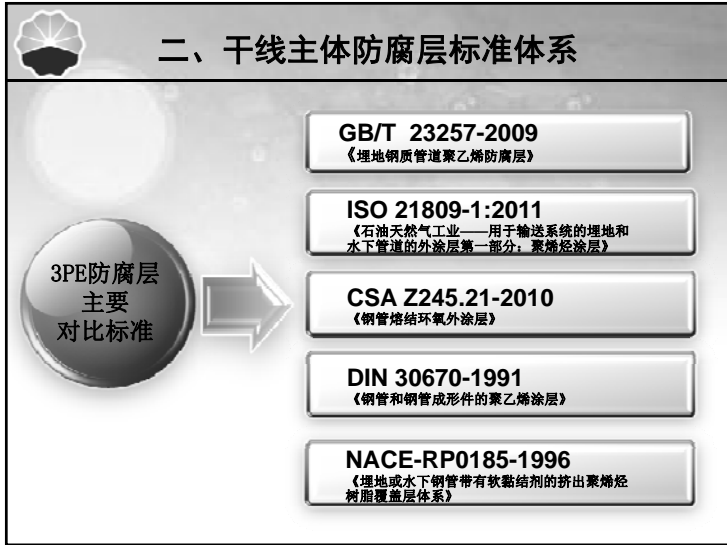 二、干线主体防腐层标准体系
3PE防腐层
主要
对比标准
GB/T 23257-2009
《埋地钢质管道聚乙烯防腐层》
ISO 21809-1:2011
《石油天然气工业——用于输送系统的埋地和
水下管道的外涂层第一部分：聚烯烃涂层》
CSA Z245.21-2010
《钢管熔结环氧外涂层》
DIN 30670-1991
《钢管和钢管成形件的聚乙烯涂层》
NACE-RP0185-1996
《埋地或水下钢管带有软黏结剂的挤出聚烯烃
树脂覆盖层体系》